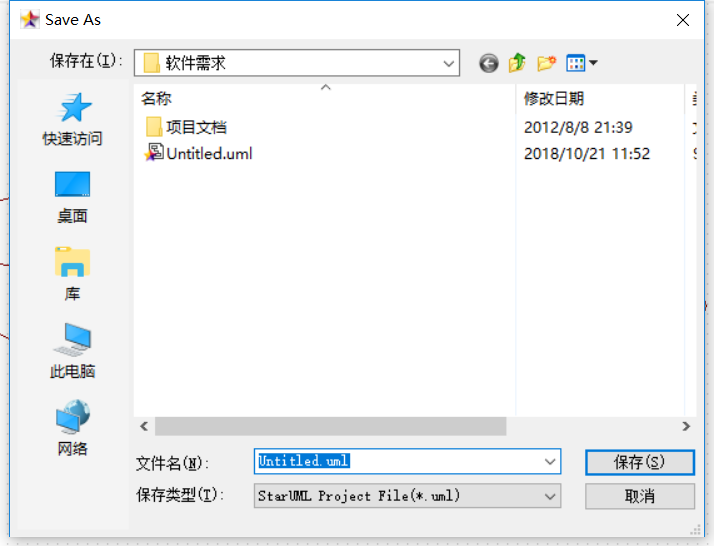 Save As
保存在(I):
软件需求
快速访问
桌面
库
此电脑
网络
名称
修改日期
项目文档
2012/8/8 21:39
Untitled.uml
2018/10/21 11:52
文件名(N):
Untitled.uml
保存(S)
保存类型(T):
StarUML Project File(*.uml)
取消